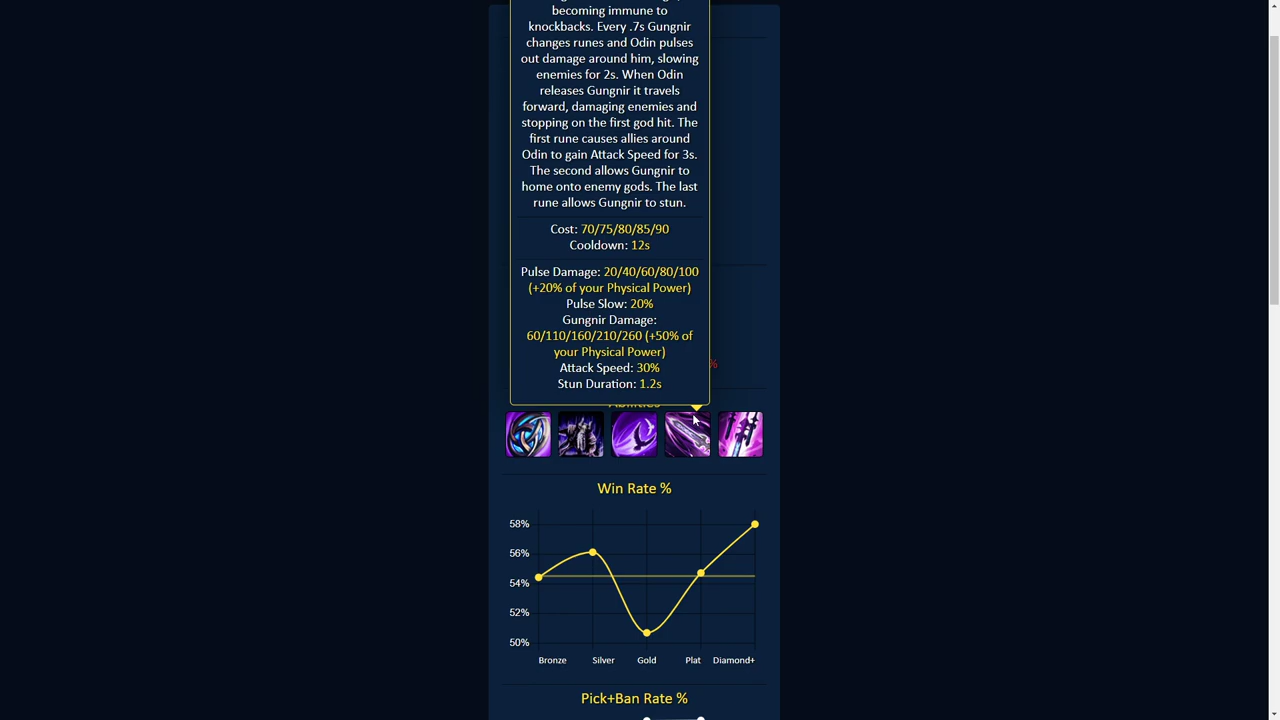 becoming immune to
knockbacks. Every .7s Gungnir
changes runes and Odin pulses
out damage around him, slowing
enemies for 2s. When Odin
releases Gungnir it travels
forward, damaging enemies and
stopping on the first god hit. The
first rune causes allies around
Odin to gain Attack Speed for 3s.
The second allows Gungnir to
home onto enemy gods. The last
rune allows Gungnir to stun.
Cost: 70/75/80/85/90
Cooldown: 12s
Pulse Damage: 20/40/60/80/100
(+20% of your Physical Power)
Pulse Slow: 20%
Gungnir Damage:
60/110/160/210/260 (+50% of
your Physical Power)
%
Attack Speed: 30%
Stun Duration: 1.2s
Abilities
Win Rate %
58%
56%
54%
52%
50%
Bronze Silver Gold Plat Diamond+
Pick+Ban Rate %